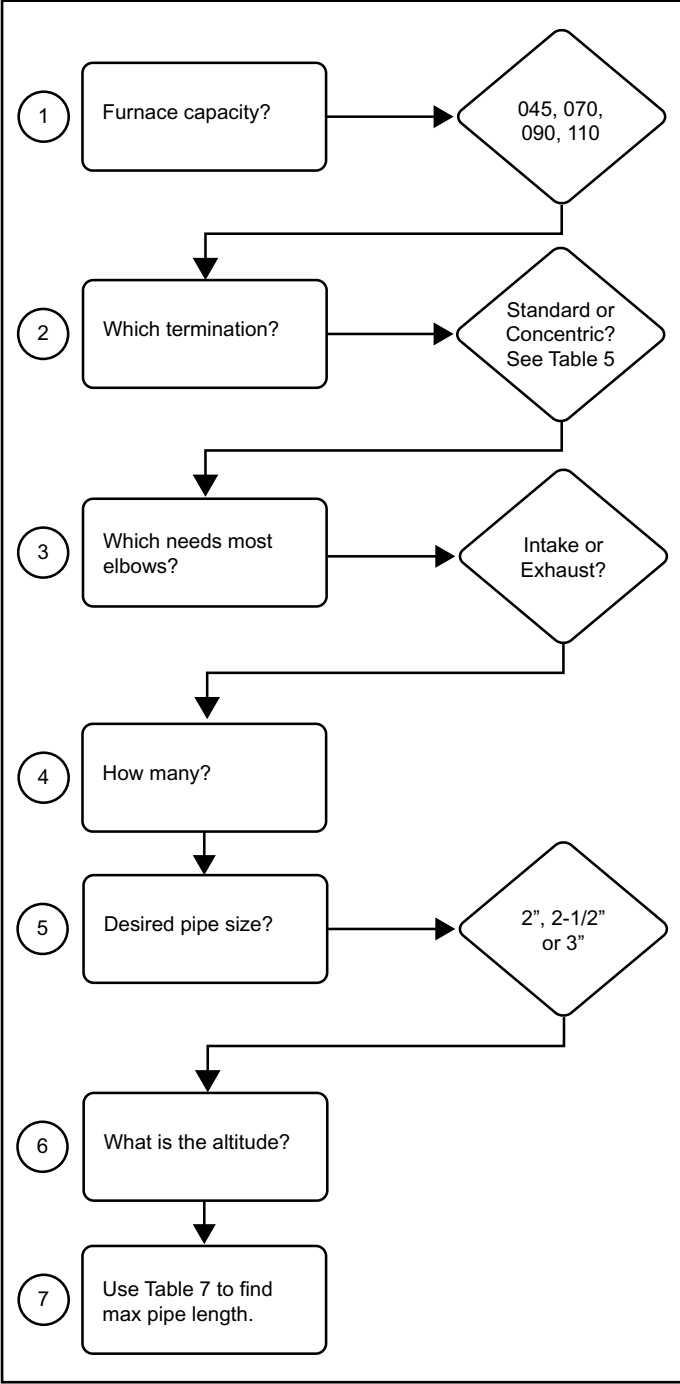 1
Furnace capacity?
045, 070,
090, 110
2
Which termination?
Standard or
Concentric?
See Table 5
3
Which needs most
elbows?
Intake or
Exhaust?
4
How many?
5
Desired pipe size?
2”, 2-1/2”
or 3”
6
What is the altitude?
7
Use Table 7 to find
max pipe length.